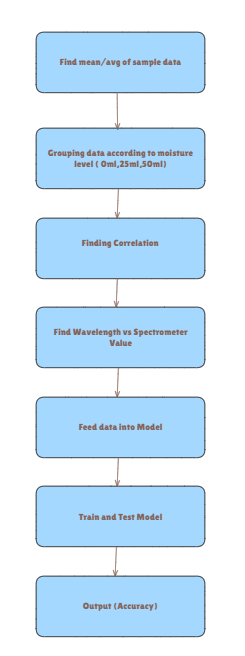 Find mean/avg of sample data
Grouping data according to moisture
level ( 0ml,25ml,50ml)
Finding Correlation
Find Wavelength vs Spectrometer
Value
Feed data into Model
Train and Test Model
Output (Accuracy)